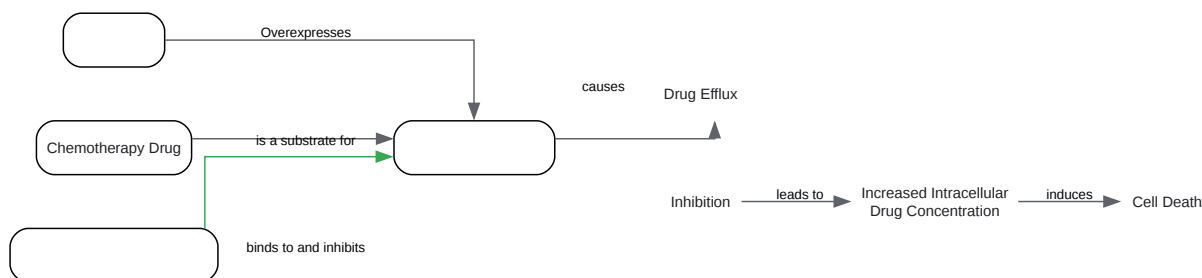 Overexpresses
causes
Drug Efflux
Chemotherapy Drug
is a substrate for
Inhibition
leads to
Increased Intracellular
Drug Concentration
induces
Cell Death
binds to and inhibits